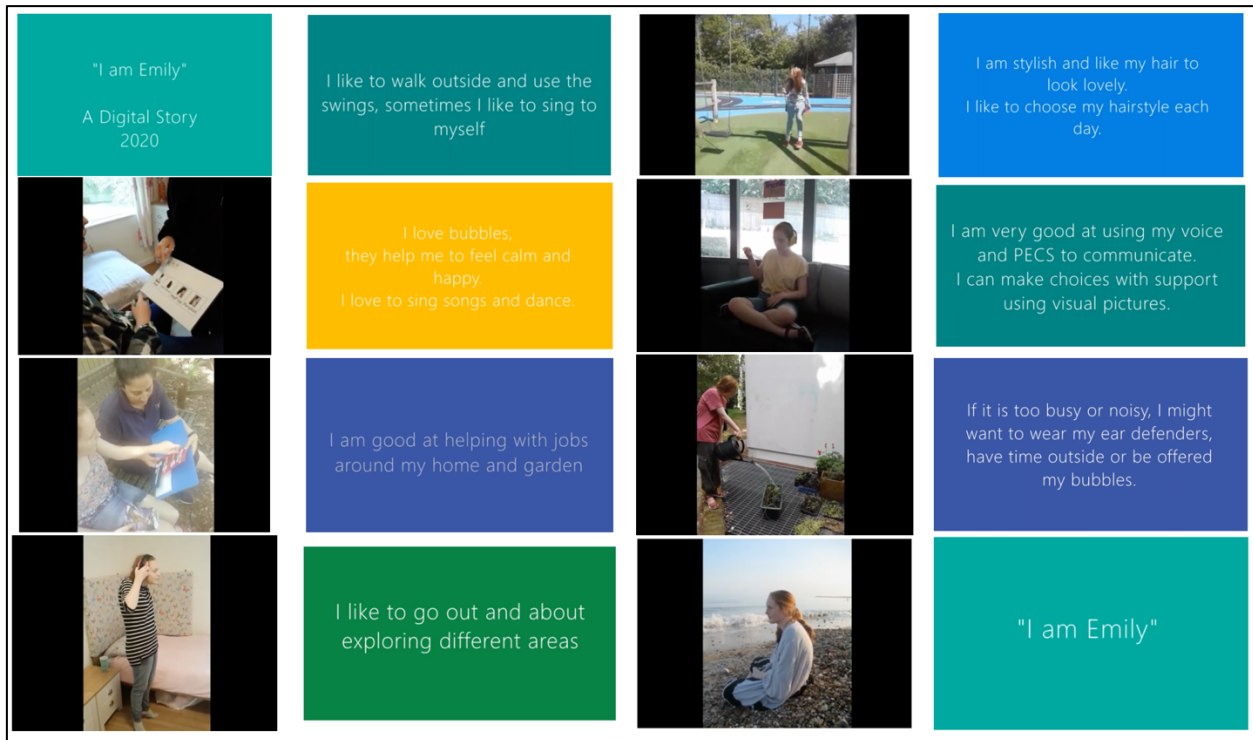 "I am Emily"
A Digital Story
2020
I like to walk outside and use the
swings, sometimes I like to sing to
myself
I am stylish and like my hair to
look lovely.
I like to choose my hairstyle each
day.
I love bubbles,
they help me to feel calm and
happy.
I love to sing songs and dance.
I am very good at using my voice
and PECS to communicate.
I can make choices with support
using visual pictures.
I am good at helping with jobs
around my home and garden
If it is too busy or noisy, I might
want to wear my ear defenders,
have time outside or be offered
my bubbles.
I like to go out and about
exploring different areas
"I am Emily"